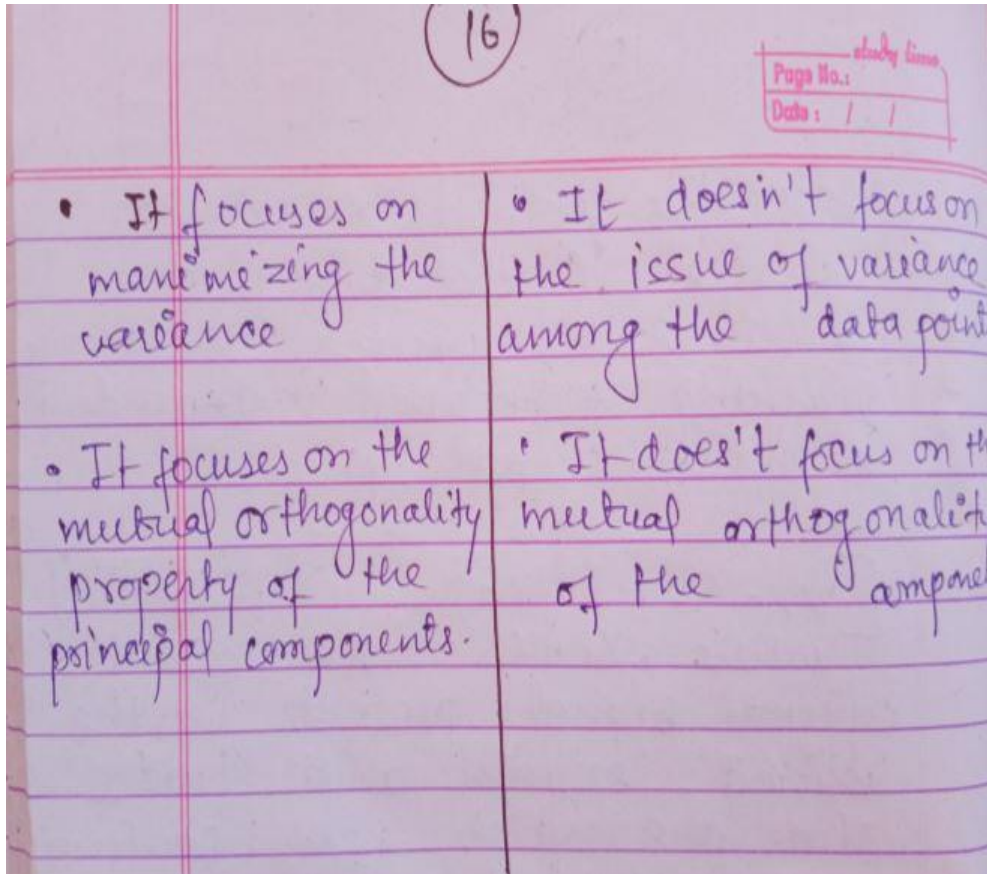 16
study time
Page No.:
Date : / /
• It focuses on
manimeizing the
variance
• It focuses on the
mutual orthogonality
property of the
principal components.
• It doesn't focus on
the issue of variance
among the data point
• It does't focus on th
mutual orthogonalit
of the